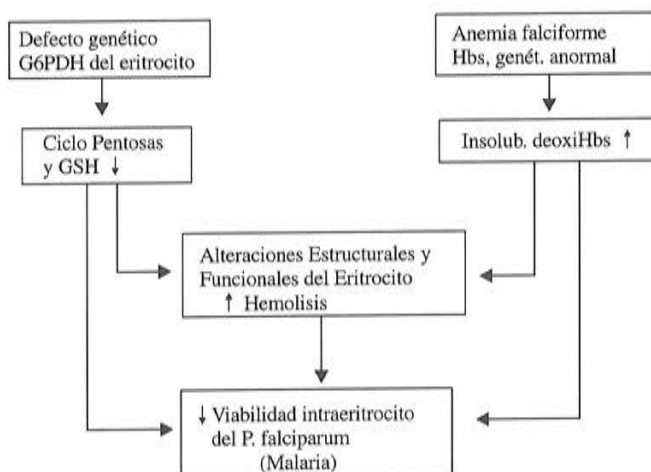 Defecto genético
G6PDH del eritrocito
Anemia falciforme
Hbs, genét. anormal
Ciclo Pentosas
y GSH ↓
Insolub. deoxiHbs ↑
Alteraciones Estructurales y
Funcionales del Eritrocito
↑ Hemolisis
↓ Viabilidad intraeritrocito
del P. falciparum
(Malaria)